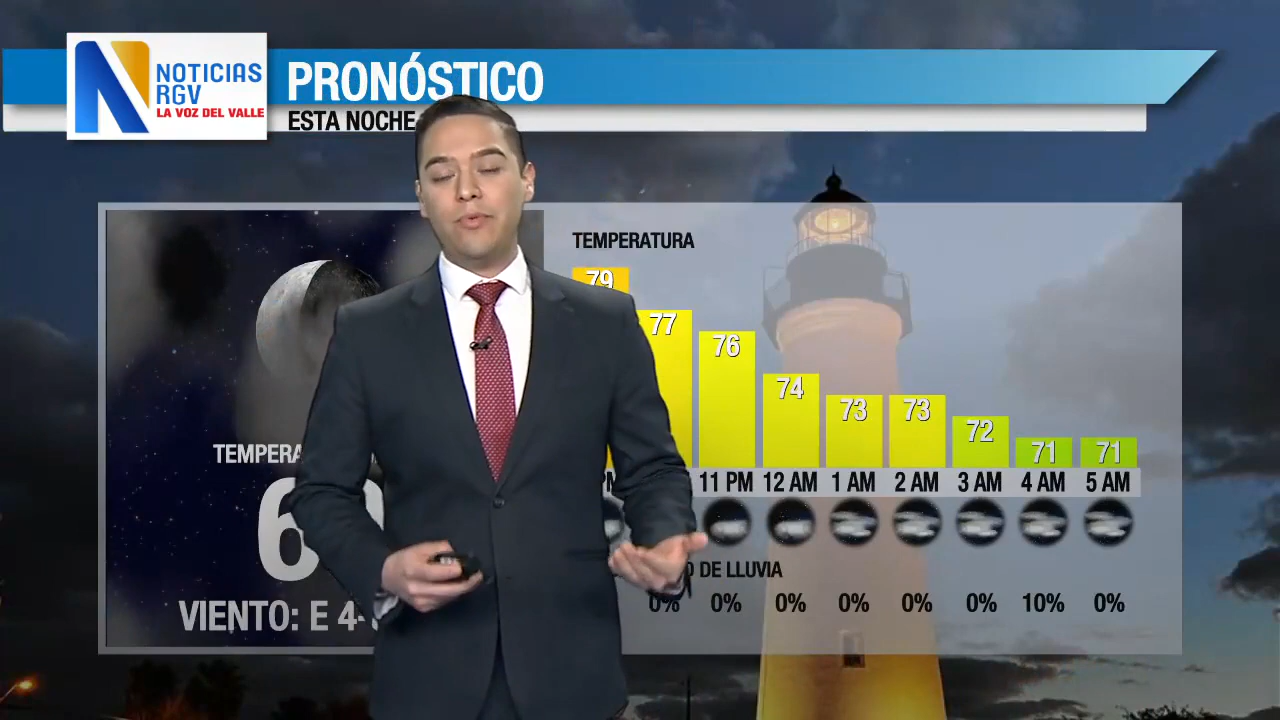 NOTICIAS
RGV
LA VOZ DEL VALLE
PRONÓSTICO
ESTA NOCHE
TEMPERATURA
79
77
76
74
73
73
72
71
71
11 PM
12 AM
1 AM
2 AM
3 AM
4 AM
5 AM
DE LLUVIA
0%
0%
0%
0%
0%
0%
10%
0%
VIENTO: E 4-